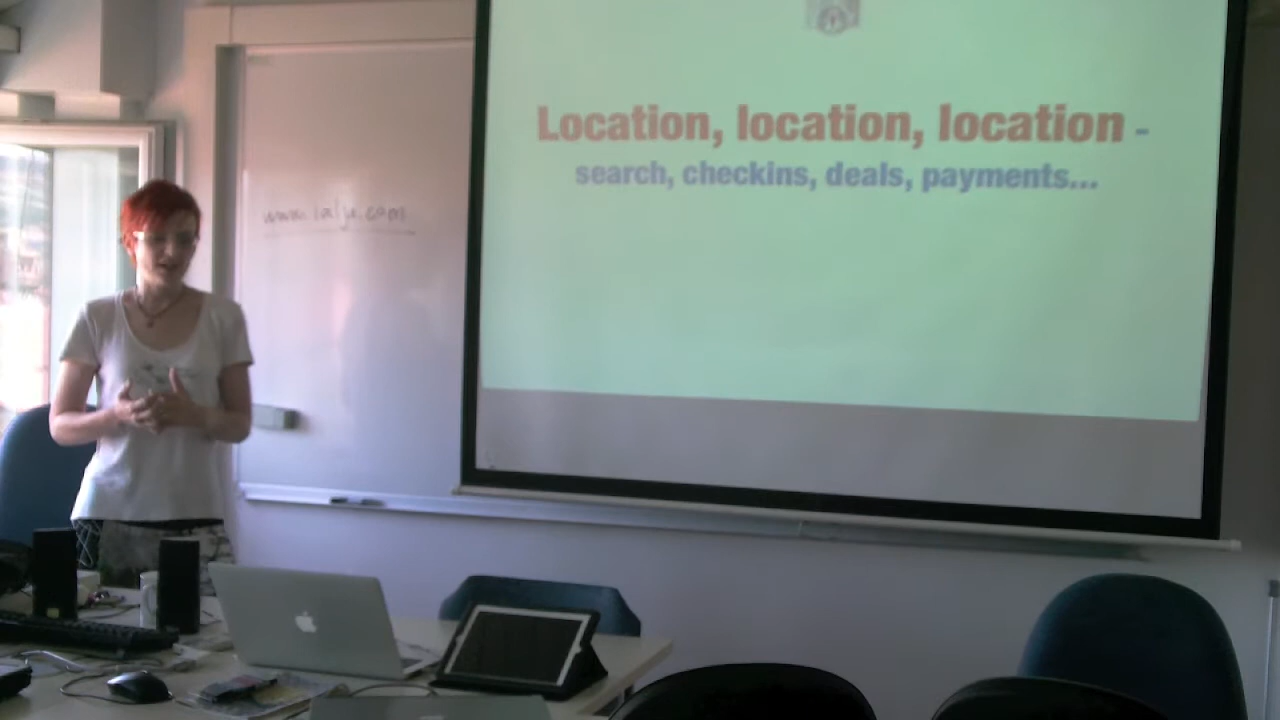 Location, location, location -
search, checkins, deals, payments...